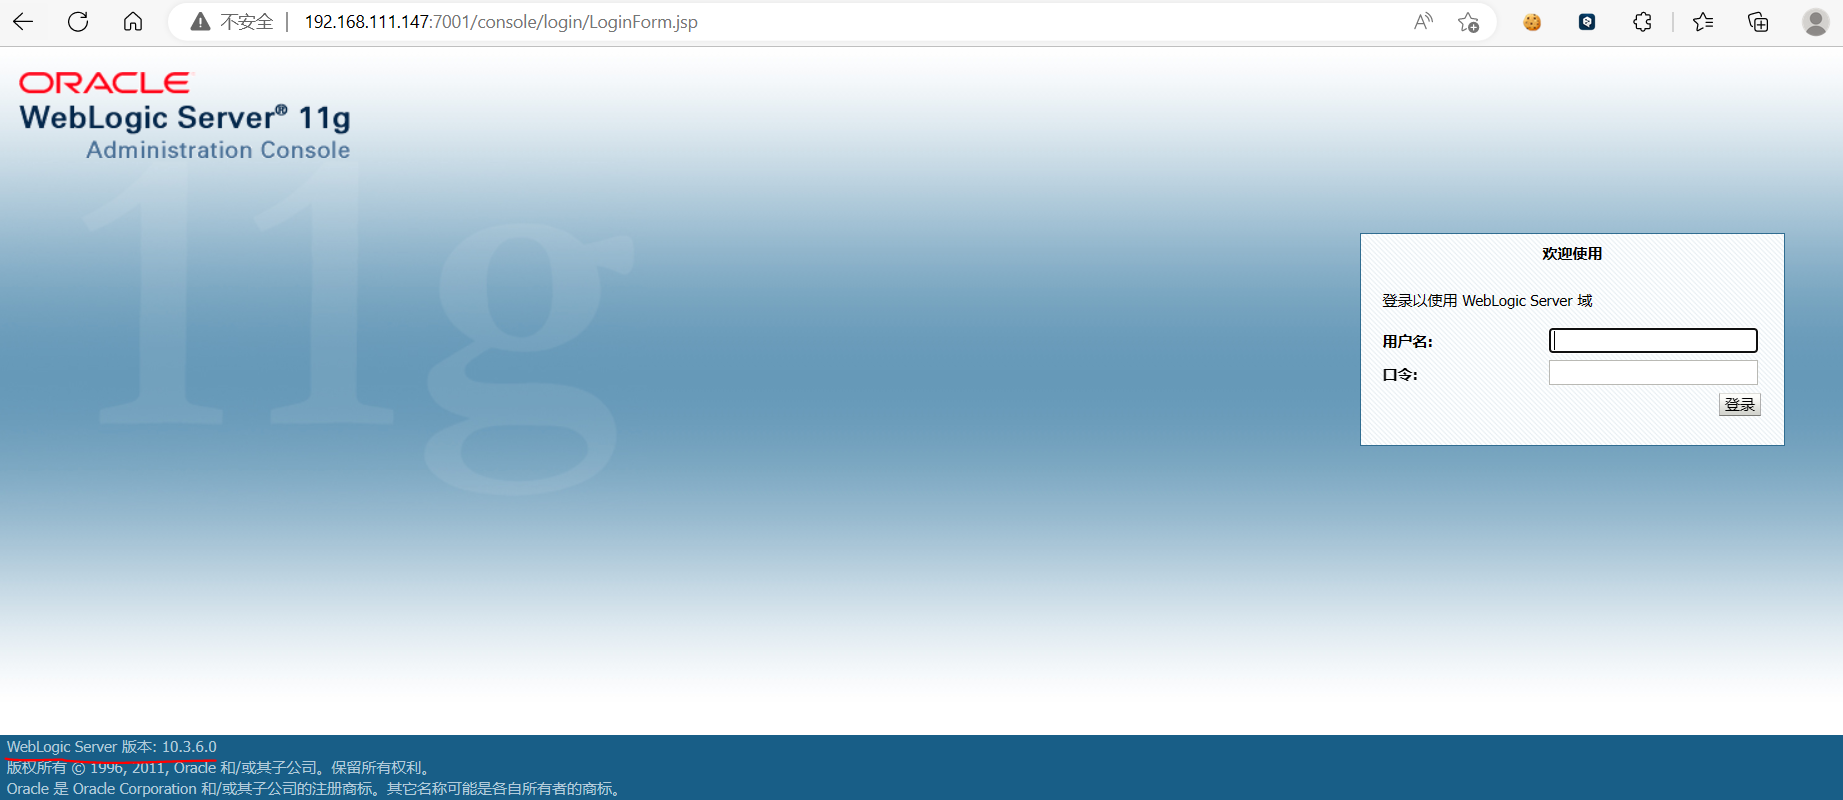 不安全 192.168.111.147:7001/console/login/LoginForm.jsp
ORACLE
WebLogic Server® 11g
Administration Console
11g
欢迎使用
登录以使用 WebLogic Server 域
用户名:
口令:
登录
WebLogic Server 版本: 10.3.6.0
版权所有 © 1996, 2011, Oracle 和/或其子公司。保留所有权利。
Oracle 是 Oracle Corporation 和/或其子公司的注册商标。其它名称可能是各自所有者的商标。